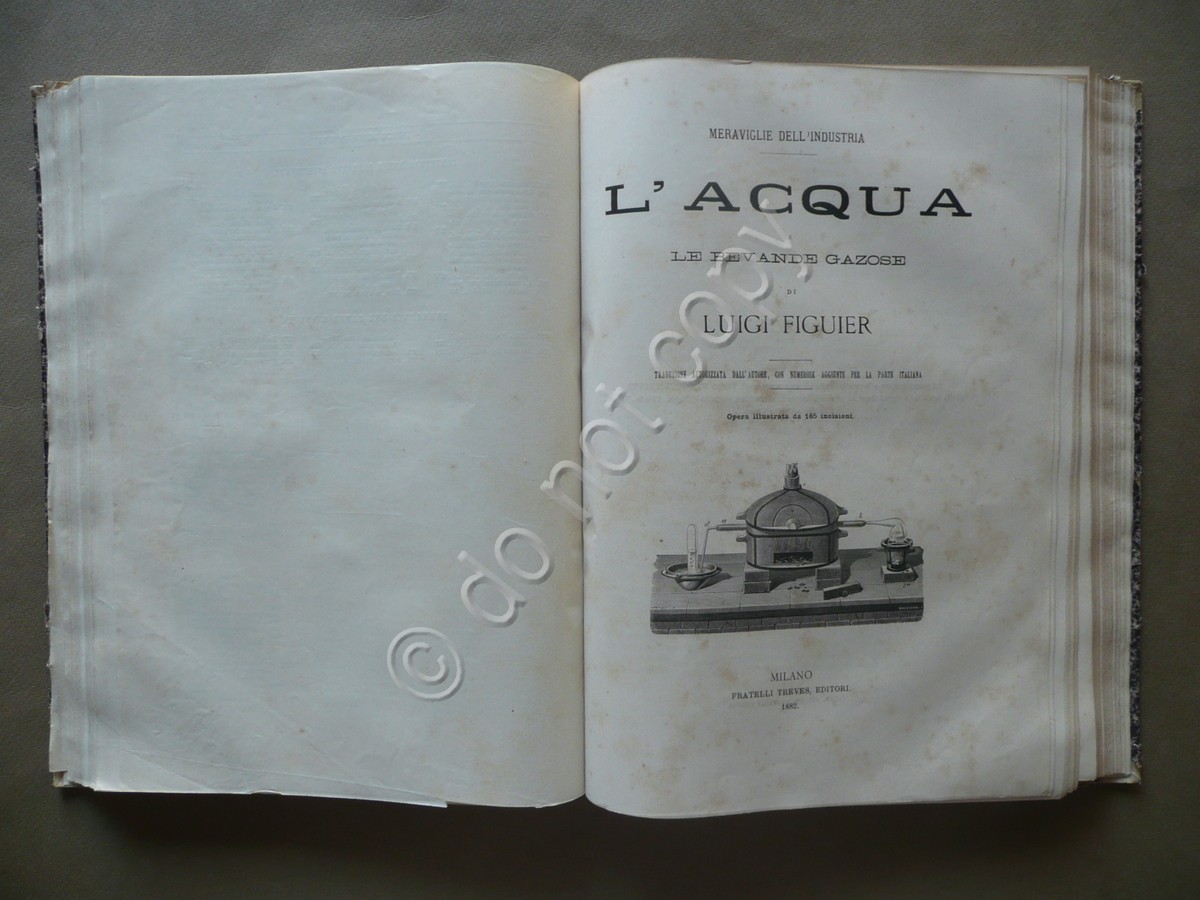 MERAVIGLIE DELL'INDUSTRIA
L'ACQUA
LE BEVANDE GAZOSE
DI
LUIGI FIGUIER
TRADUZIONE AUTORIZZATA DALL'AUTORE, CON NUMEROSE AGGIUNTE PER LA PARTE ITALIANA
Opera illustrata da 165 incisioni.
MILANO
FRATELLI TREVES, EDITORI.
1882.
© do not copy